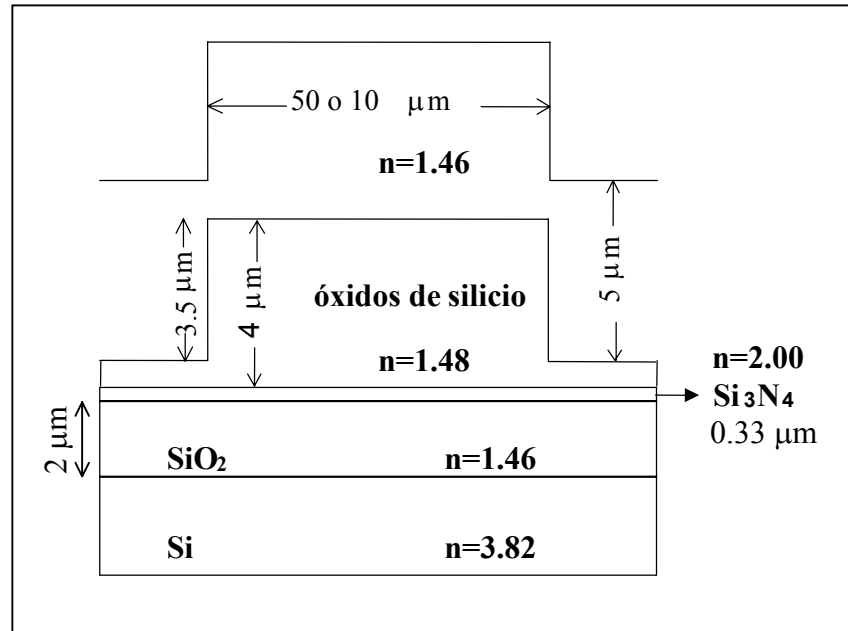 50 o 10 μm
n=1.46
3.5 μm
4 μm
5 μm
óxidos de silicio
n=1.48
n=2.00
Si₃N₄
0.33 μm
2 μm
SiO₂ n=1.46
Si n=3.82